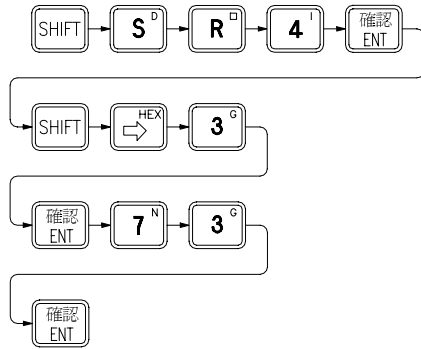 SHIFT S D R □ 4 I 確認 ENT
SHIFT HEX 3 G
確認 ENT 7 N 3 G
確認 ENT